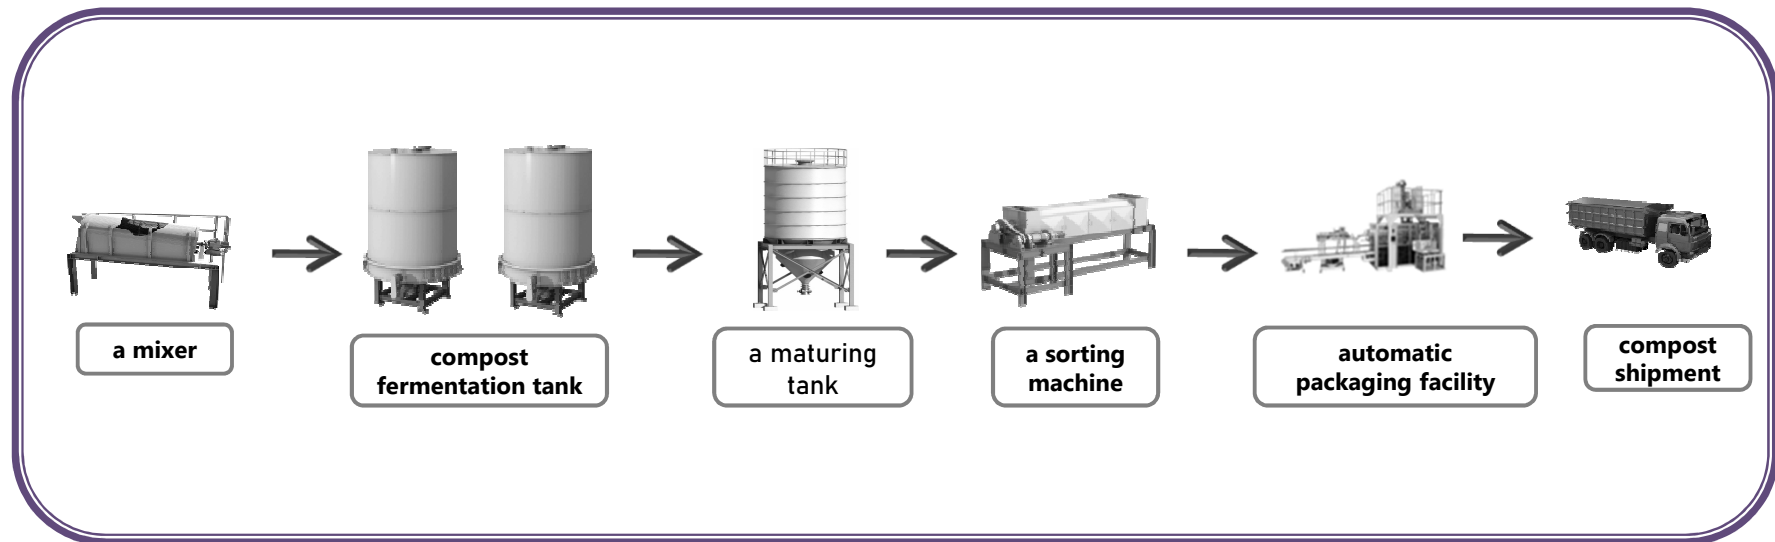 a mixer
compost
fermentation tank
a maturing
tank
a sorting
machine
automatic
packaging facility
compost
shipment